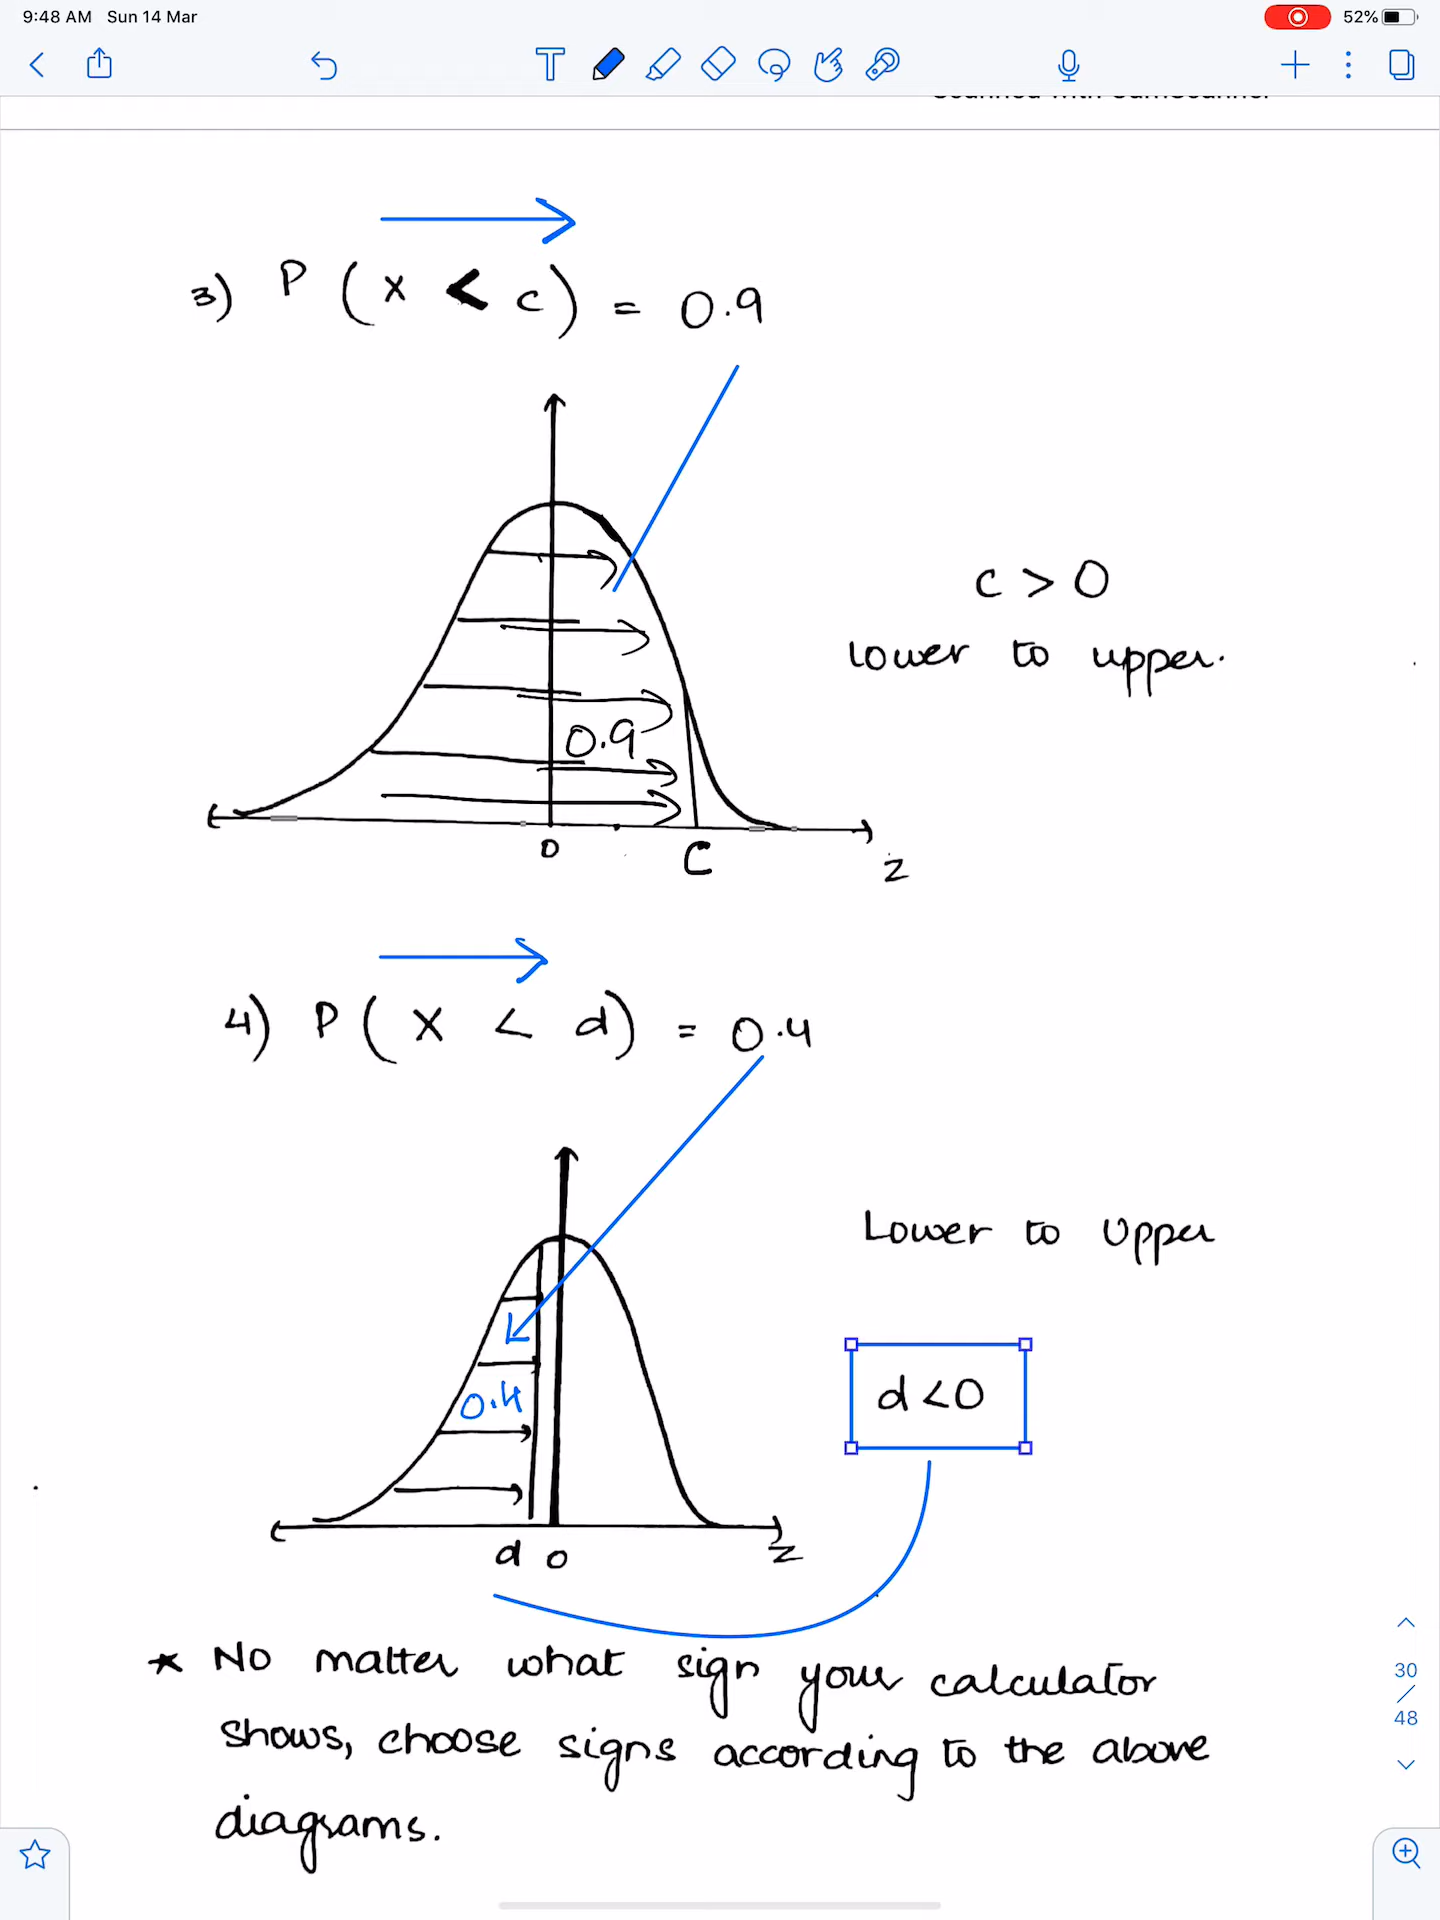 9:48 AM Sun 14 Mar 52%
3) P ( x < c ) = 0.9
c > 0
lower to upper.
0.9
0 C
z
4) P ( X < d ) = 0.4
Lower to Upper
d < 0
0.4
d 0 z
* No matter what sign your calculator
shows, choose signs according to the above
diagrams.
30
/
48